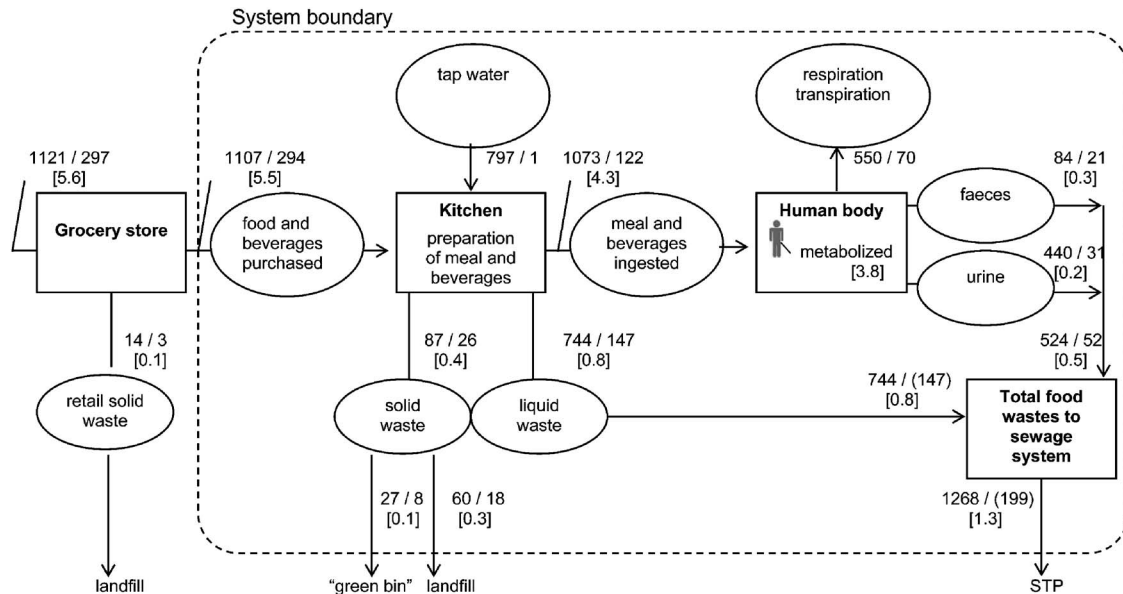 System boundary
tap water
respiration
transpiration
1121 / 297
[5.6]
1107 / 294
[5.5]
797 / 1
1073 / 122
[4.3]
550 / 70
84 / 21
[0.3]
Grocery store
food and
beverages
purchased
Kitchen
preparation
of meal and
beverages
meal and
beverages
ingested
Human body
metabolized
[3.8]
faeces
urine
440 / 31
[0.2]
14 / 3
[0.1]
87 / 26
[0.4]
744 / 147
[0.8]
524 / 52
[0.5]
retail solid
waste
solid
waste
liquid
waste
744 / (147)
[0.8]
Total food
wastes to
sewage
system
27 / 8
[0.1]
60 / 18
[0.3]
1268 / (199)
[1.3]
landfill
“green bin”
landfill
STP